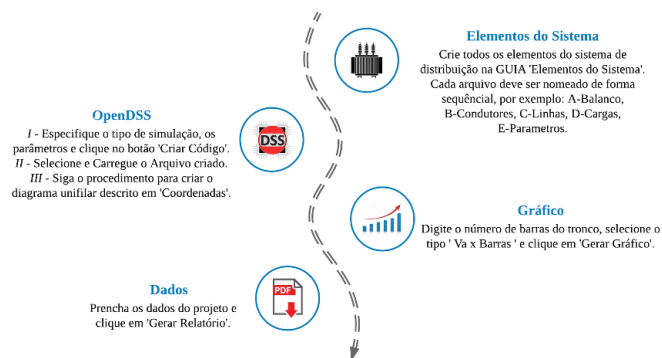 Elementos do Sistema
Crie todos os elementos do sistema de
distribuição na GUIA 'Elementos do Sistema'.
Cada arquivo deve ser nomeado de forma
sequêncial, por exemplo: A-Balanco,
B-Condutores, C-Linhas, D-Cargas,
E-Parametros.
OpenDSS
I - Especifique o tipo de simulação, os
parâmetros e clique no botão 'Criar Código'.
II - Selecione e Carregue o Arquivo criado.
III - Siga o procedimento para criar o
diagrama unifilar descrito em 'Coordenadas'.
DSS
Gráfico
Digite o número de barras do tronco, selecione o
tipo ' Va x Barras ' e clique em 'Gerar Gráfico'.
Dados
Prencha os dados do projeto e
clique em 'Gerar Relatório'.
PDF